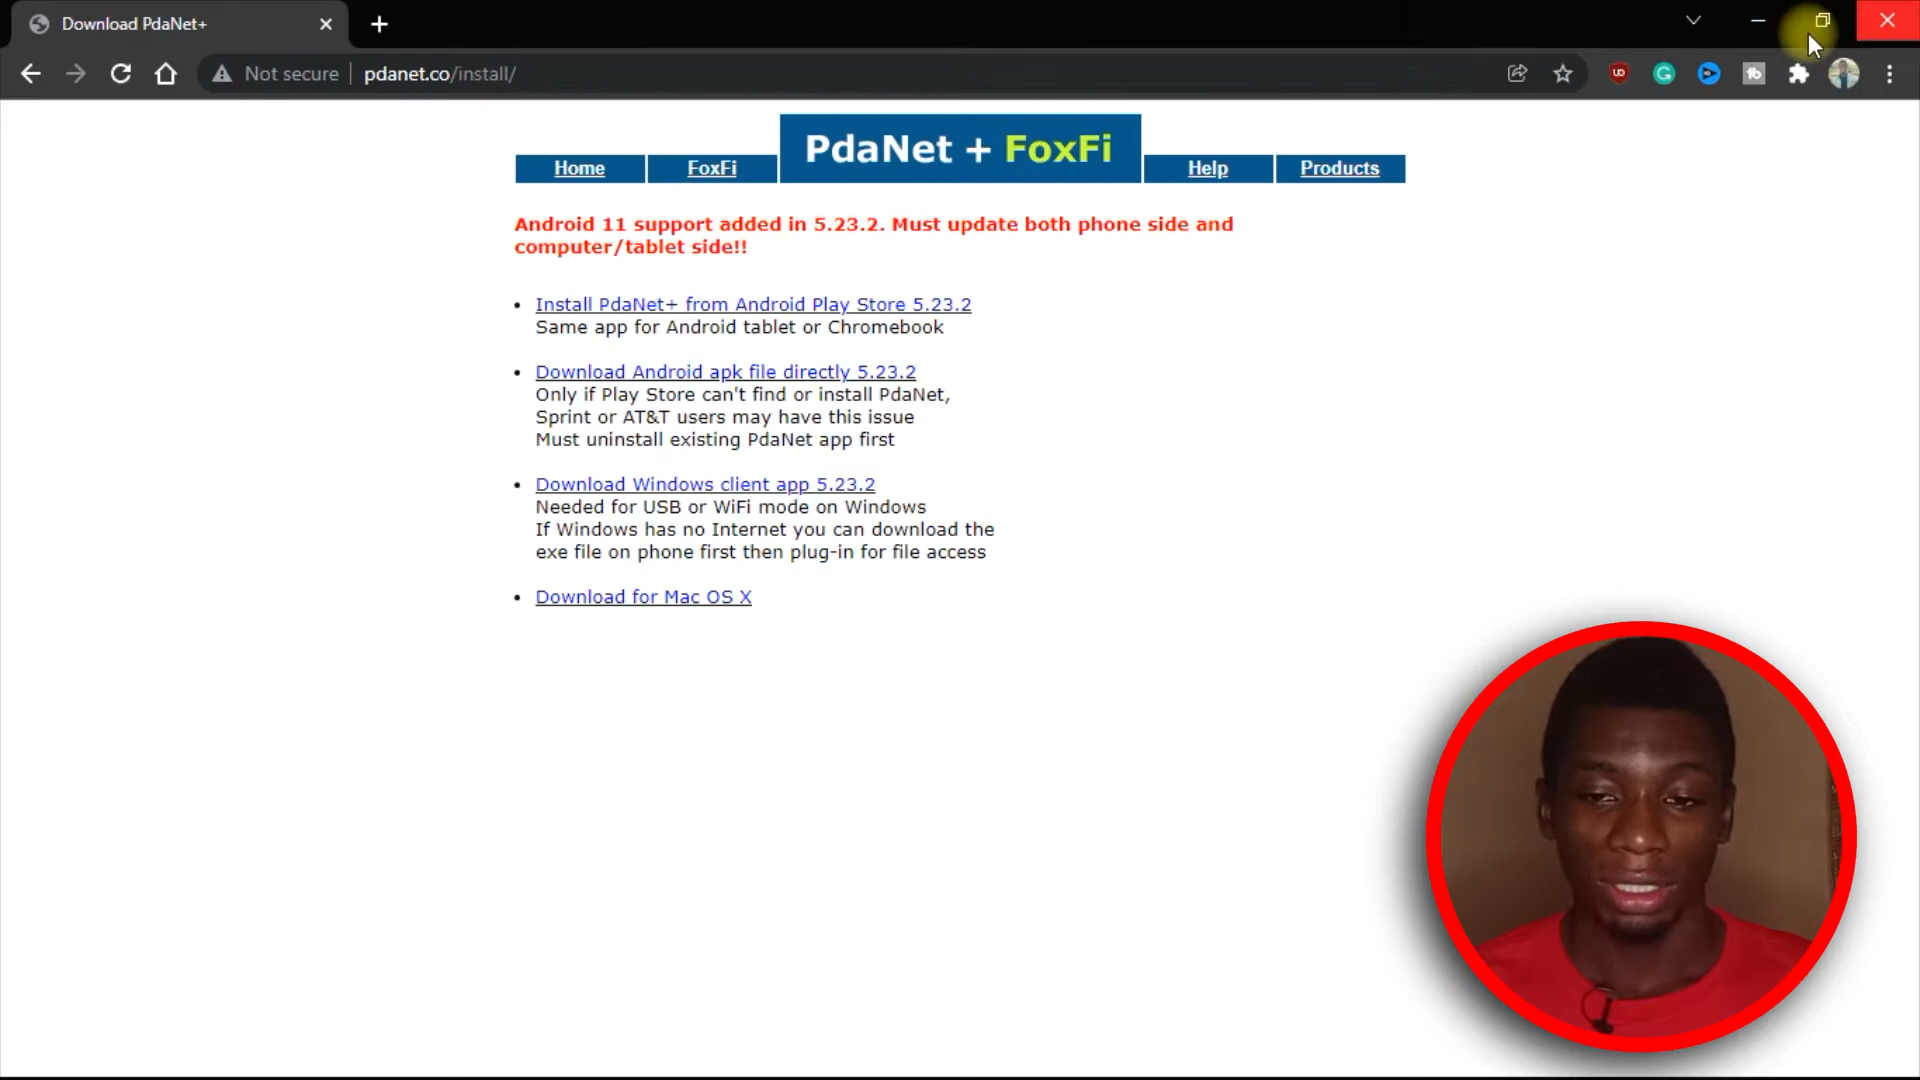 Download PdaNet+
Not secure
pdanet.co/install/
Home
FoxFi
PdaNet + FoxFi
Help
Products
Android 11 support added in 5.23.2. Must update both phone side and
computer/tablet side!!
• Install PdaNet+ from Android Play Store 5.23.2
Same app for Android tablet or Chromebook
• Download Android apk file directly 5.23.2
Only if Play Store can't find or install PdaNet,
Sprint or AT&T users may have this issue
Must uninstall existing PdaNet app first
• Download Windows client app 5.23.2
Needed for USB or WiFi mode on Windows
If Windows has no Internet you can download the
exe file on phone first then plug-in for file access
• Download for Mac OS X